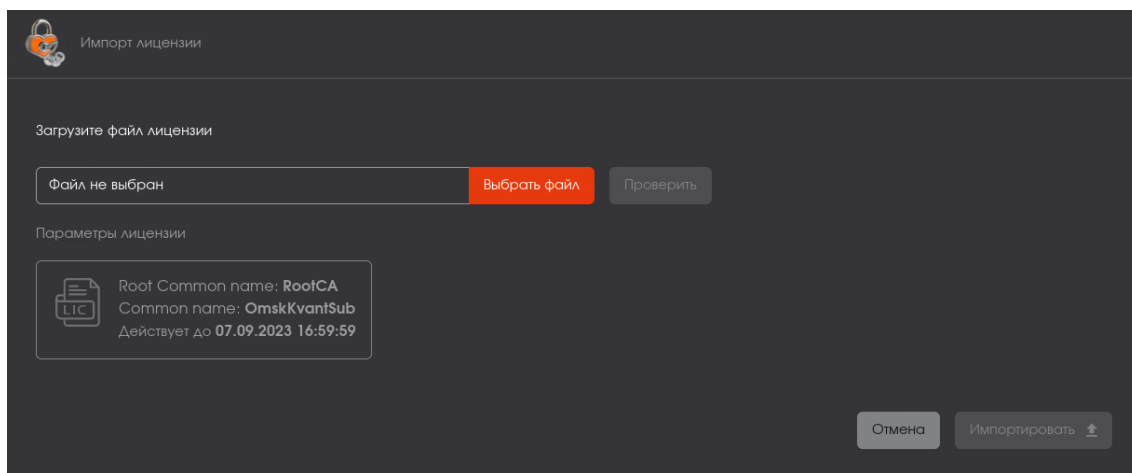 Импорт лицензии
Загрузите файл лицензии
Файл не выбран
Выбрать файл
Проверить
Параметры лицензии
LIC
Root Common name: RootCA
Common name: OmskKvantSub
Действует до 07.09.2023 16:59:59
Отмена
Импортировать